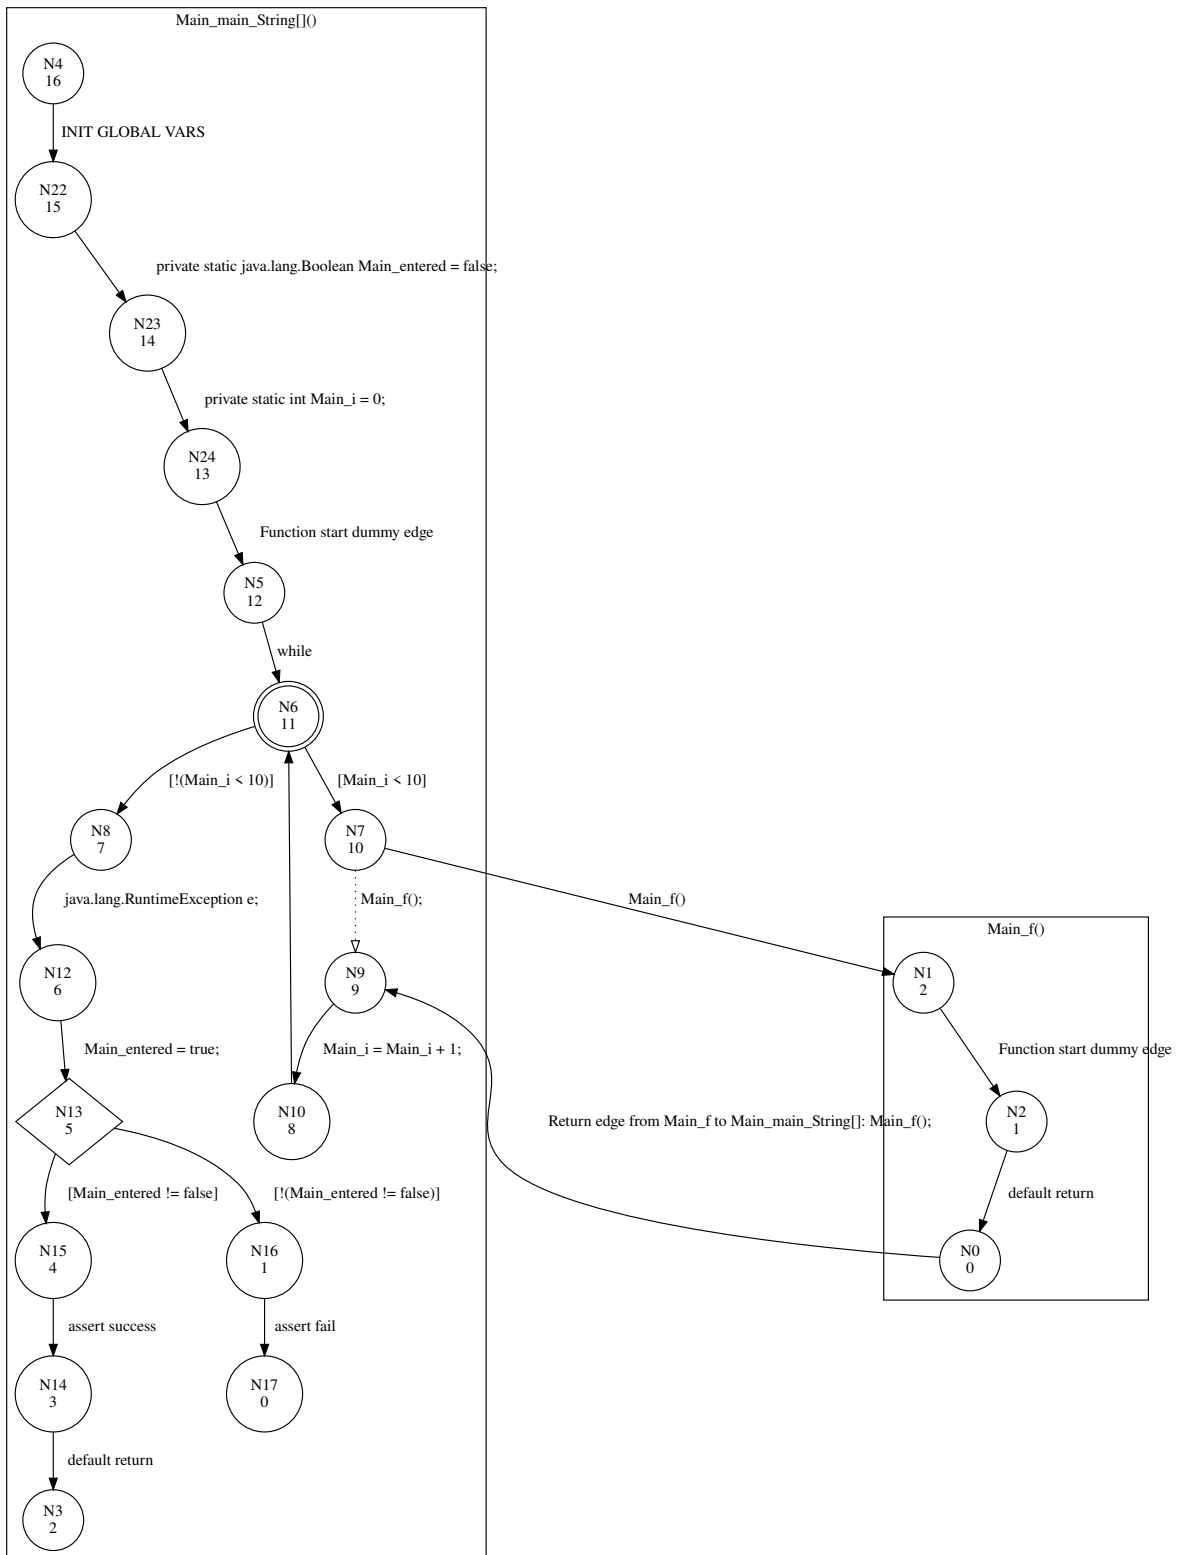 Main_main_String[]()
N4
16
INIT GLOBAL VARS
N22
15
private static java.lang.Boolean Main_entered = false;
N23
14
private static int Main_i = 0;
N24
13
Function start dummy edge
N5
12
while
N6
11
[!(Main_i < 10)]
[Main_i < 10]
N8
7
N7
10
java.lang.RuntimeException e;
Main_f();
Main_f()
Main_f()
N12
6
N9
9
N1
2
Main_entered = true;
Main_i = Main_i + 1;
Function start dummy edge
N13
5
N10
8
Return edge from Main_f to Main_main_String[]: Main_f();
N2
1
[Main_entered != false]
[!(Main_entered != false)]
default return
N15
4
N16
1
N0
0
assert success
assert fail
N14
3
N17
0
default return
N3
2